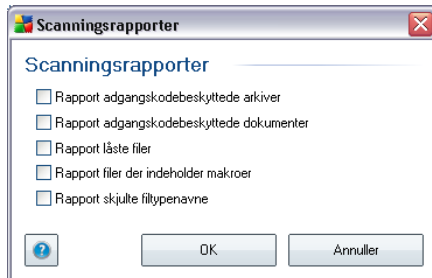 Scanningsrapporter
Scanningsrapporter
Rapport adgangskodebeskyttede arkiver
Rapport adgangskodebeskyttede dokumenter
Rapport låste filer
Rapport filer der indeholder makroer
Rapport skjulte filtypenavne
? OK Annuller